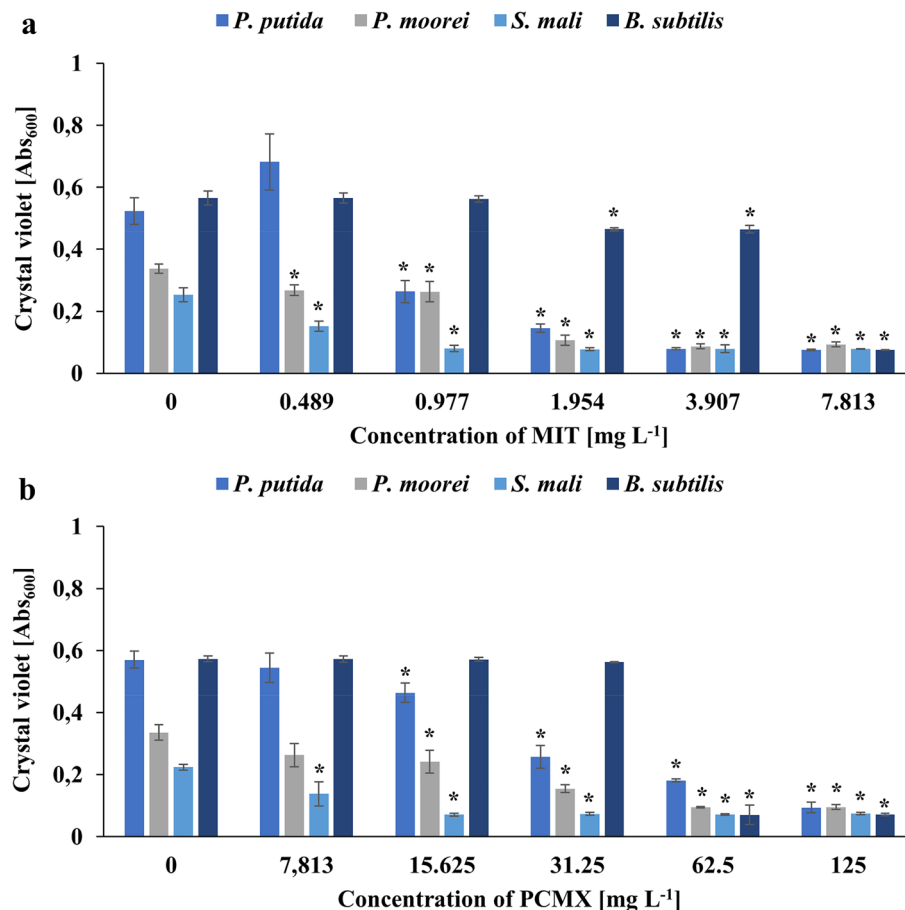 a
P. putida P. moorei S. mali B. subtilis
Crystal violet [Abs600]
1
0,8
0,6
0,4
0,2
0
* * * * * * * * * * * * * * * * *
0 0.489 0.977 1.954 3.907 7.813
Concentration of MIT [mg L-1]
b
P. putida P. moorei S. mali B. subtilis
Crystal violet [Abs600]
1
0,8
0,6
0,4
0,2
0
* * * * * * * * * * * * * * *
0 7,813 15.625 31.25 62.5 125
Concentration of PCMX [mg L-1]